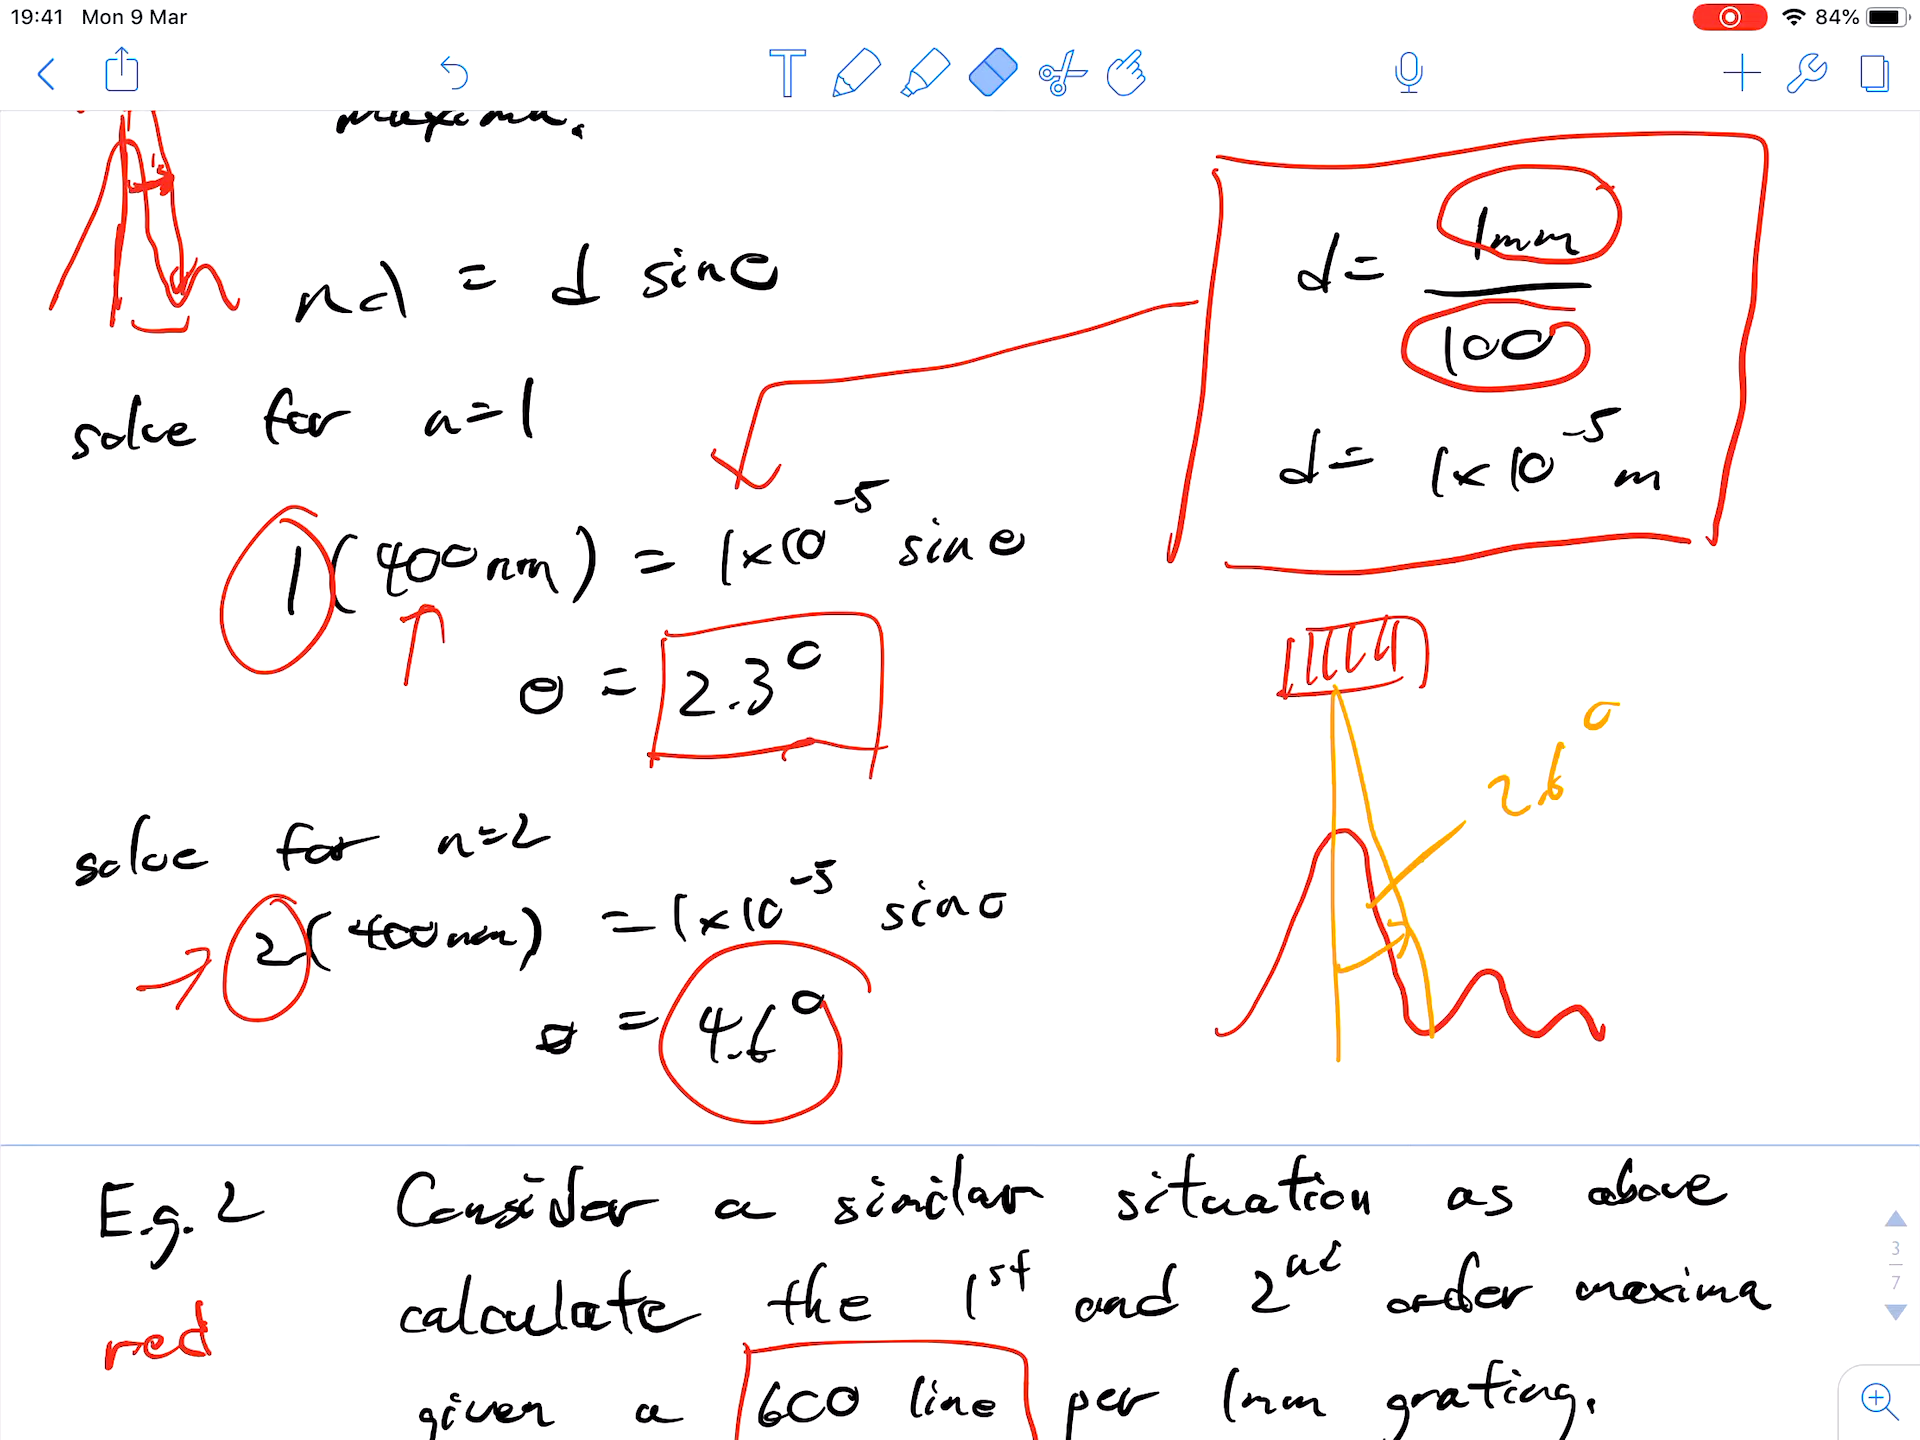 19:41 Mon 9 Mar
84%
maxima.
nλ = d sinθ
d = 1mm
100
d = 1×10⁻⁵ m
solve for n=1
1(400nm) = 1×10⁻⁵ sinθ
θ = 2.3°
solve for n=2
2(400nm) = 1×10⁻⁵ sinθ
θ = 4.6°
E.g. 2 Consider a similar situation as above
calculate the 1st and 2nd order maxima
red
given a 600 line per 1mm grating.
3
7